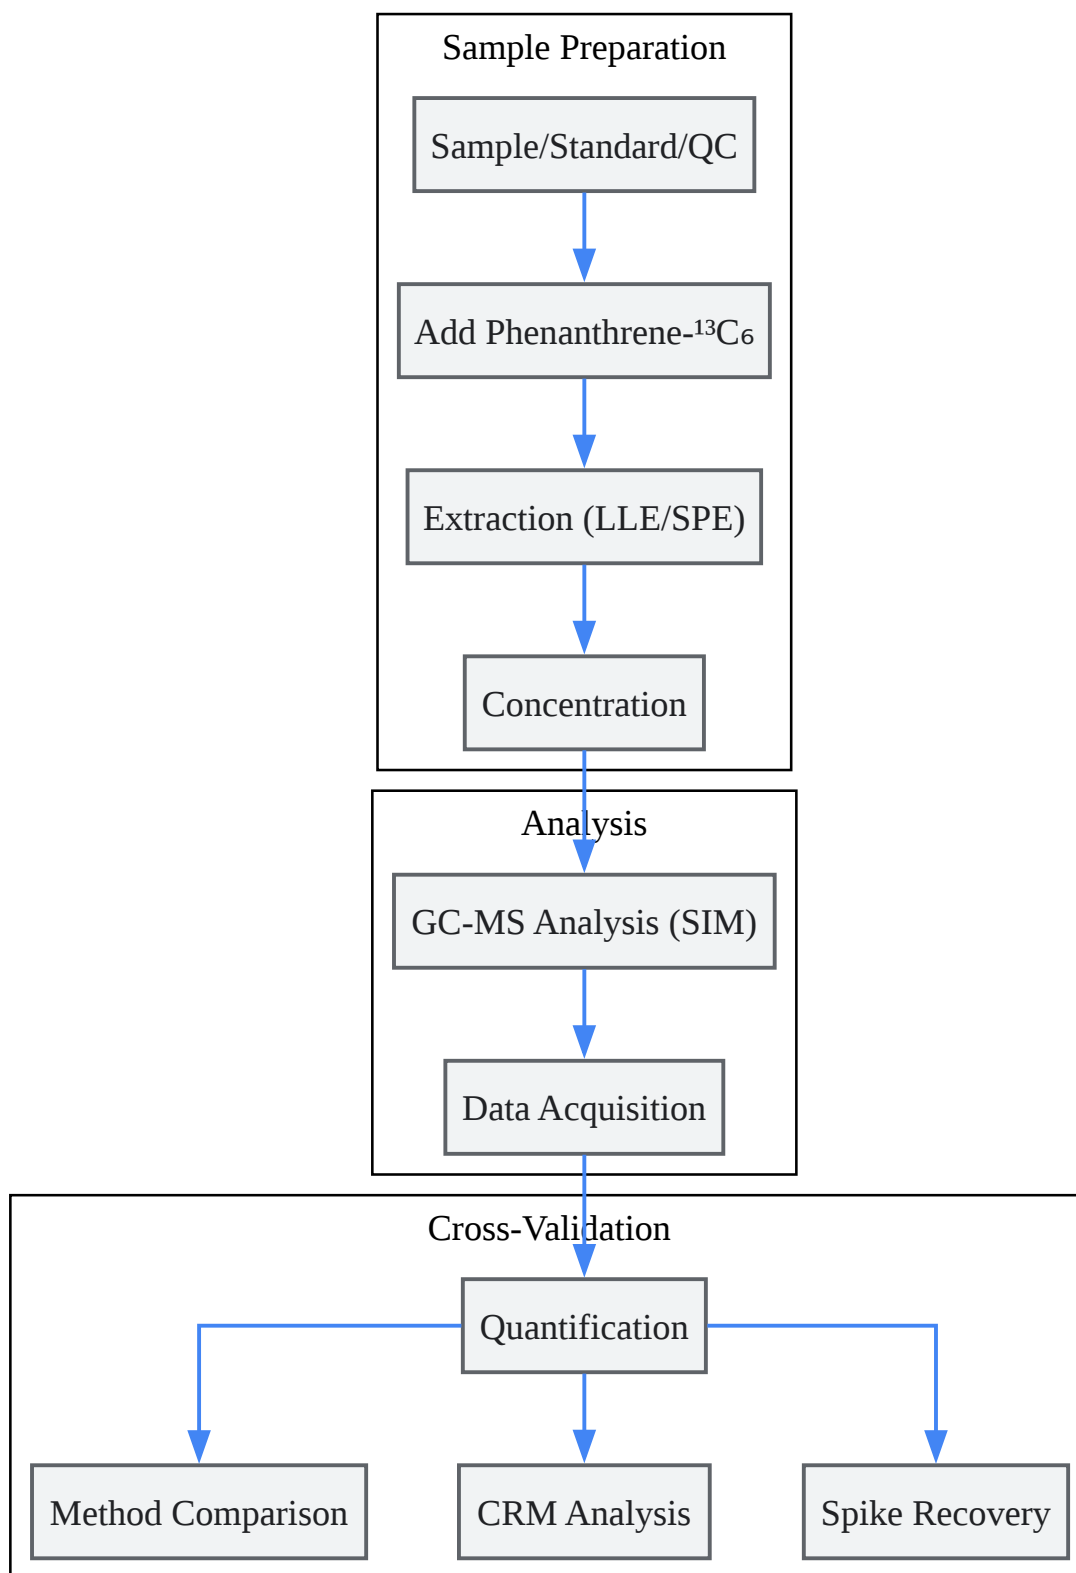 Sample Preparation
Sample/Standard/QC
Add Phenanthrene-¹³C₆
Extraction (LLE/SPE)
Concentration
Analysis
GC-MS Analysis (SIM)
Data Acquisition
Cross-Validation
Quantification
Method Comparison
CRM Analysis
Spike Recovery